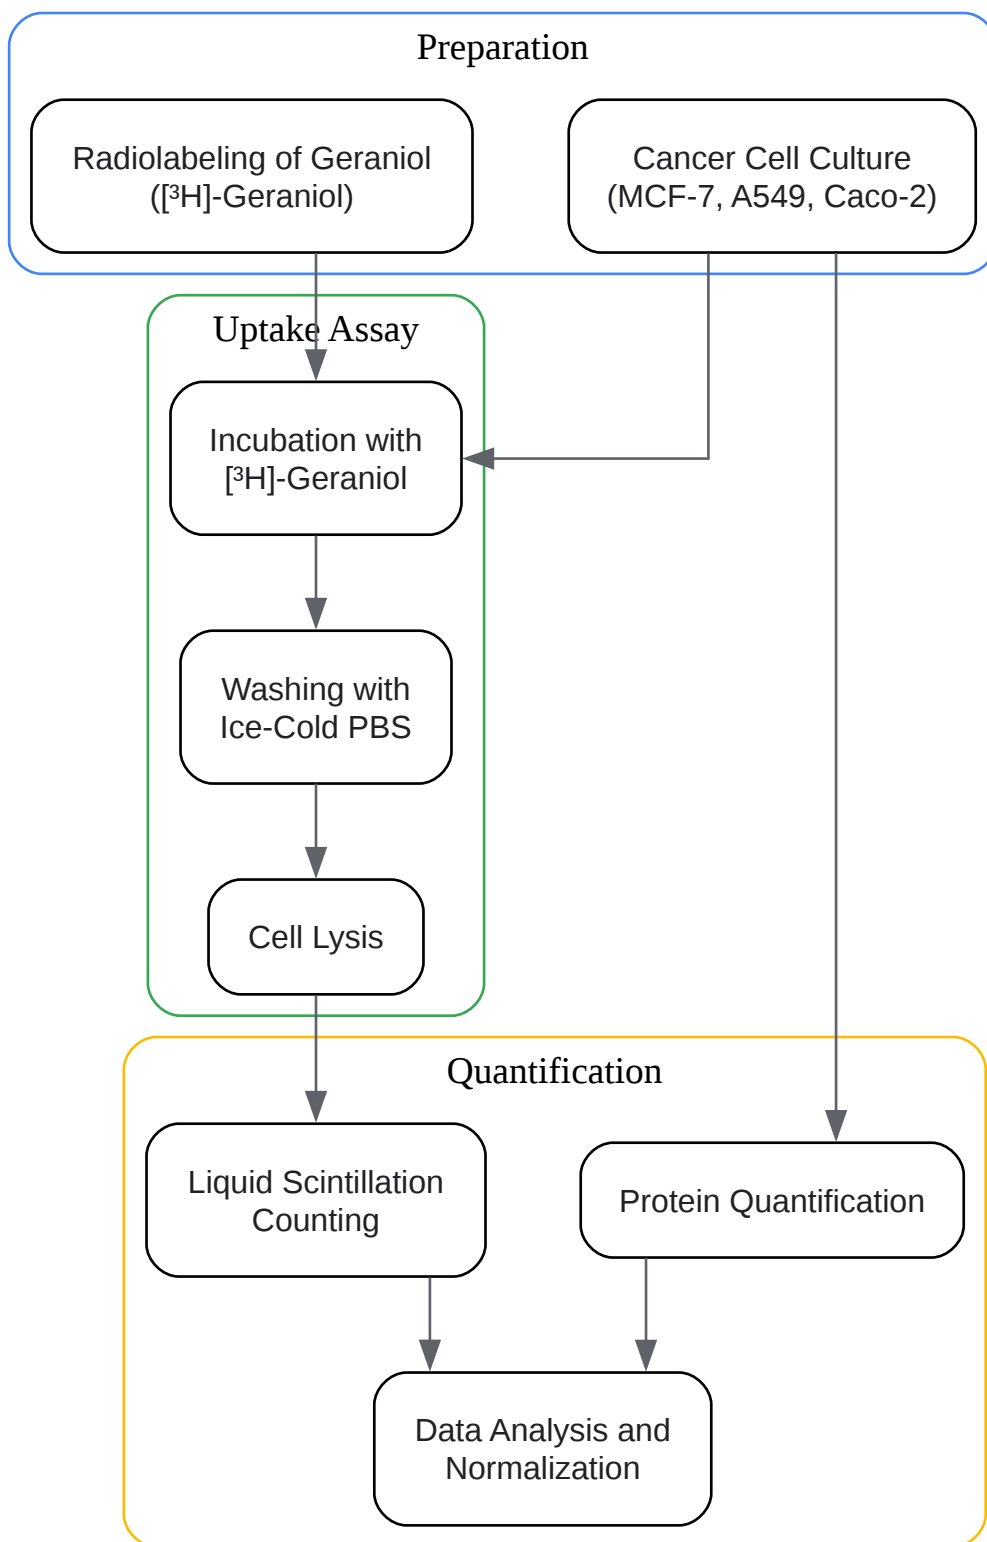 Preparation
Radiolabeling of Geraniol
([³H]-Geraniol)
Cancer Cell Culture
(MCF-7, A549, Caco-2)
Uptake Assay
Incubation with
[³H]-Geraniol
Washing with
Ice-Cold PBS
Cell Lysis
Quantification
Liquid Scintillation
Counting
Protein Quantification
Data Analysis and
Normalization